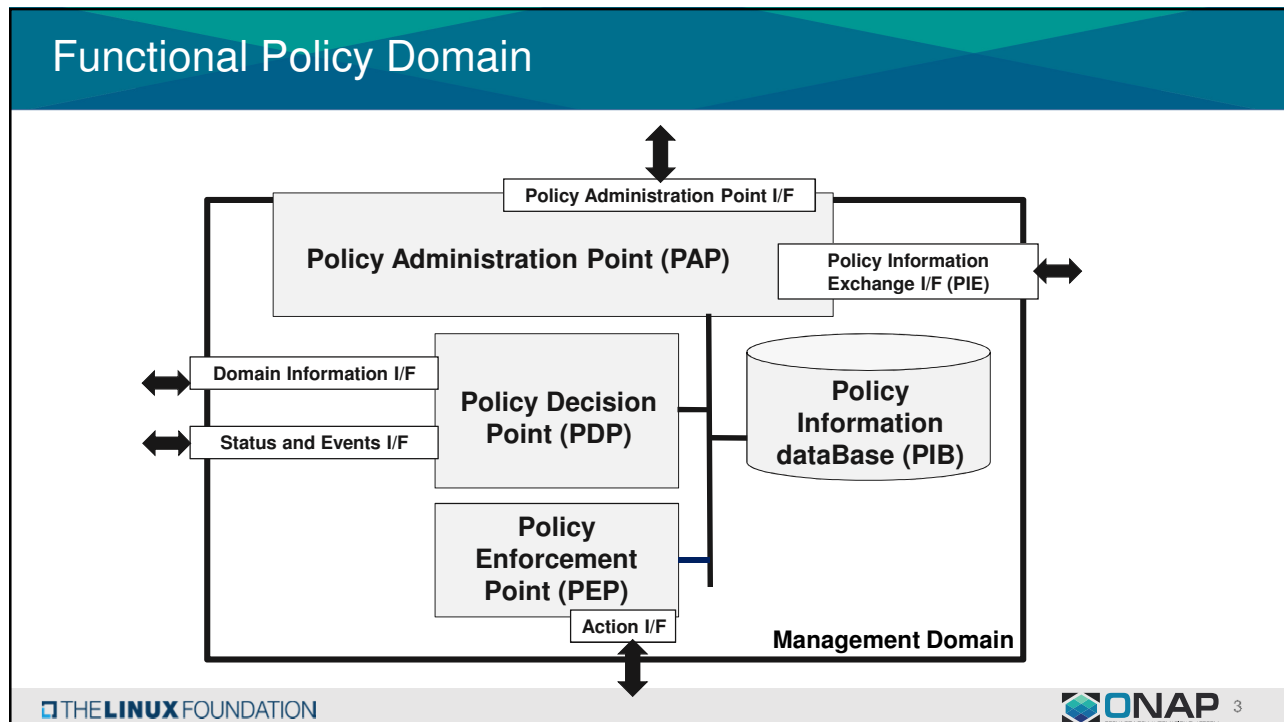 Functional Policy Domain
Policy Administration Point I/F
Policy Administration Point (PAP)
Policy Information
Exchange I/F (PIE)
Domain Information I/F
Status and Events I/F
Policy Decision
Point (PDP)
Policy
Information
dataBase (PIB)
Policy
Enforcement
Point (PEP)
Action I/F
Management Domain
THE LINUX FOUNDATION
ONAP
3